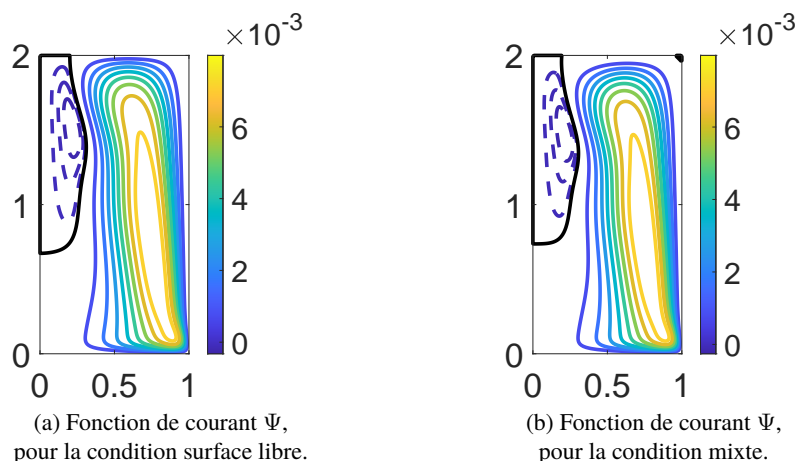 ×10⁻³ ×10⁻³
2 6 2 6
1 4 1 4
2 2
0 0 0 0
0 0.5 1 0 0.5 1
(a) Fonction de courant Ψ, (b) Fonction de courant Ψ,
pour la condition surface libre. pour la condition mixte.